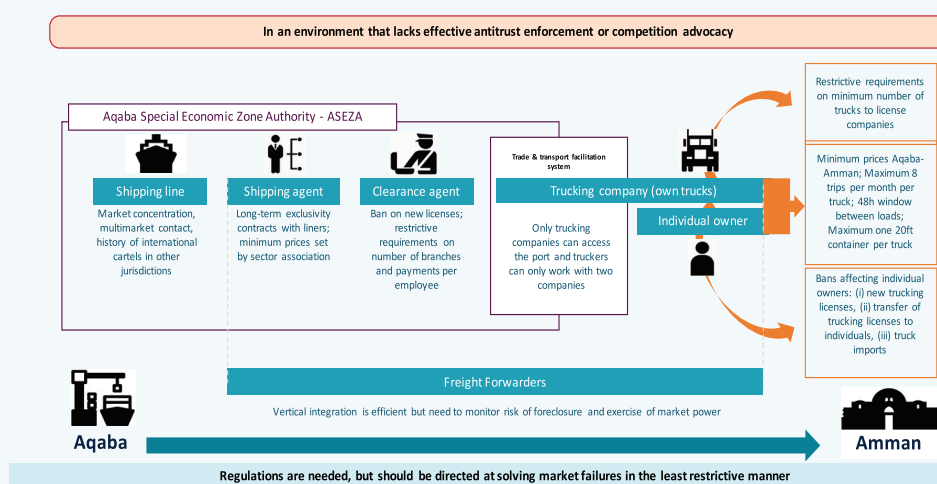 In an environment that lacks effective antitrust enforcement or competition advocacy
Aqaba Special Economic Zone Authority - ASEZA
Shipping line
Market concentration,
multimarket contact,
history of international
cartels in other
jurisdictions
Shipping agent
Long-term exclusivity
contracts with liners;
minimum prices set
by sector association
Clearance agent
Ban on new licenses;
restrictive
requirements on
number of branches
and payments per
employee
Trade & transport facilitation
system
Trucking company (own trucks)
Individual owner
Only trucking
companies can access
the port and truckers
can only work with two
companies
Restrictive requirements
on minimum number of
trucks to license
companies
Minimum prices Aqaba-
Amman; Maximum 8
trips per month per
truck; 48h window
between loads;
Maximum one 20ft
container per truck
Bans affecting individual
owners: (i) new trucking
licenses, (ii) transfer of
trucking licenses to
individuals, (iii) truck
imports
Freight Forwarders
Vertical integration is efficient but need to monitor risk of foreclosure and exercise of market power
Aqaba
Amman
Regulations are needed, but should be directed at solving market failures in the least restrictive manner